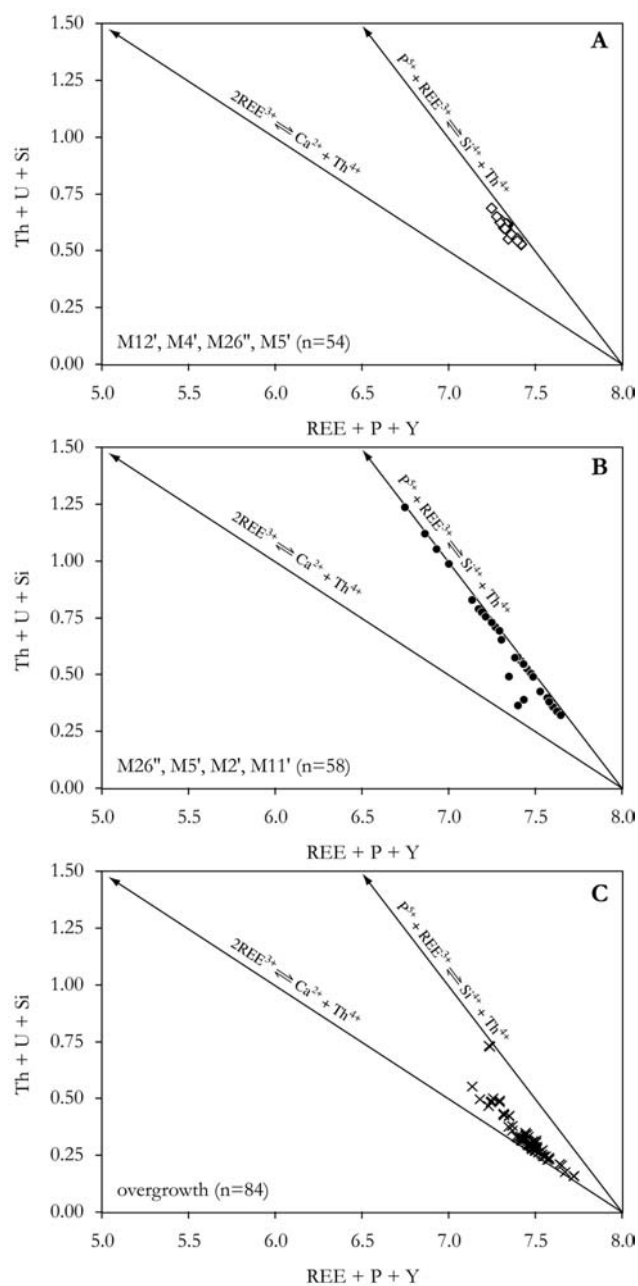 1.50
A
P⁵⁺ + REE³⁺ ⇌ Si⁴⁺ + Th⁴⁺
1.25
2REE³⁺ ⇌ Ca²⁺ + Th⁴⁺
1.00
Th + U + Si
0.75
0.50
0.25
M12', M4', M26", M5' (n=54)
0.00
5.0 5.5 6.0 6.5 7.0 7.5 8.0
REE + P + Y
1.50
B
P⁵⁺ + REE³⁺ ⇌ Si⁴⁺ + Th⁴⁺
1.25
2REE³⁺ ⇌ Ca²⁺ + Th⁴⁺
1.00
Th + U + Si
0.75
0.50
0.25
M26", M5', M2', M11' (n=58)
0.00
5.0 5.5 6.0 6.5 7.0 7.5 8.0
REE + P + Y
1.50
C
P⁵⁺ + REE³⁺ ⇌ Si⁴⁺ + Th⁴⁺
1.25
2REE³⁺ ⇌ Ca²⁺ + Th⁴⁺
1.00
Th + U + Si
0.75
0.50
0.25
overgrowth (n=84)
0.00
5.0 5.5 6.0 6.5 7.0 7.5 8.0
REE + P + Y